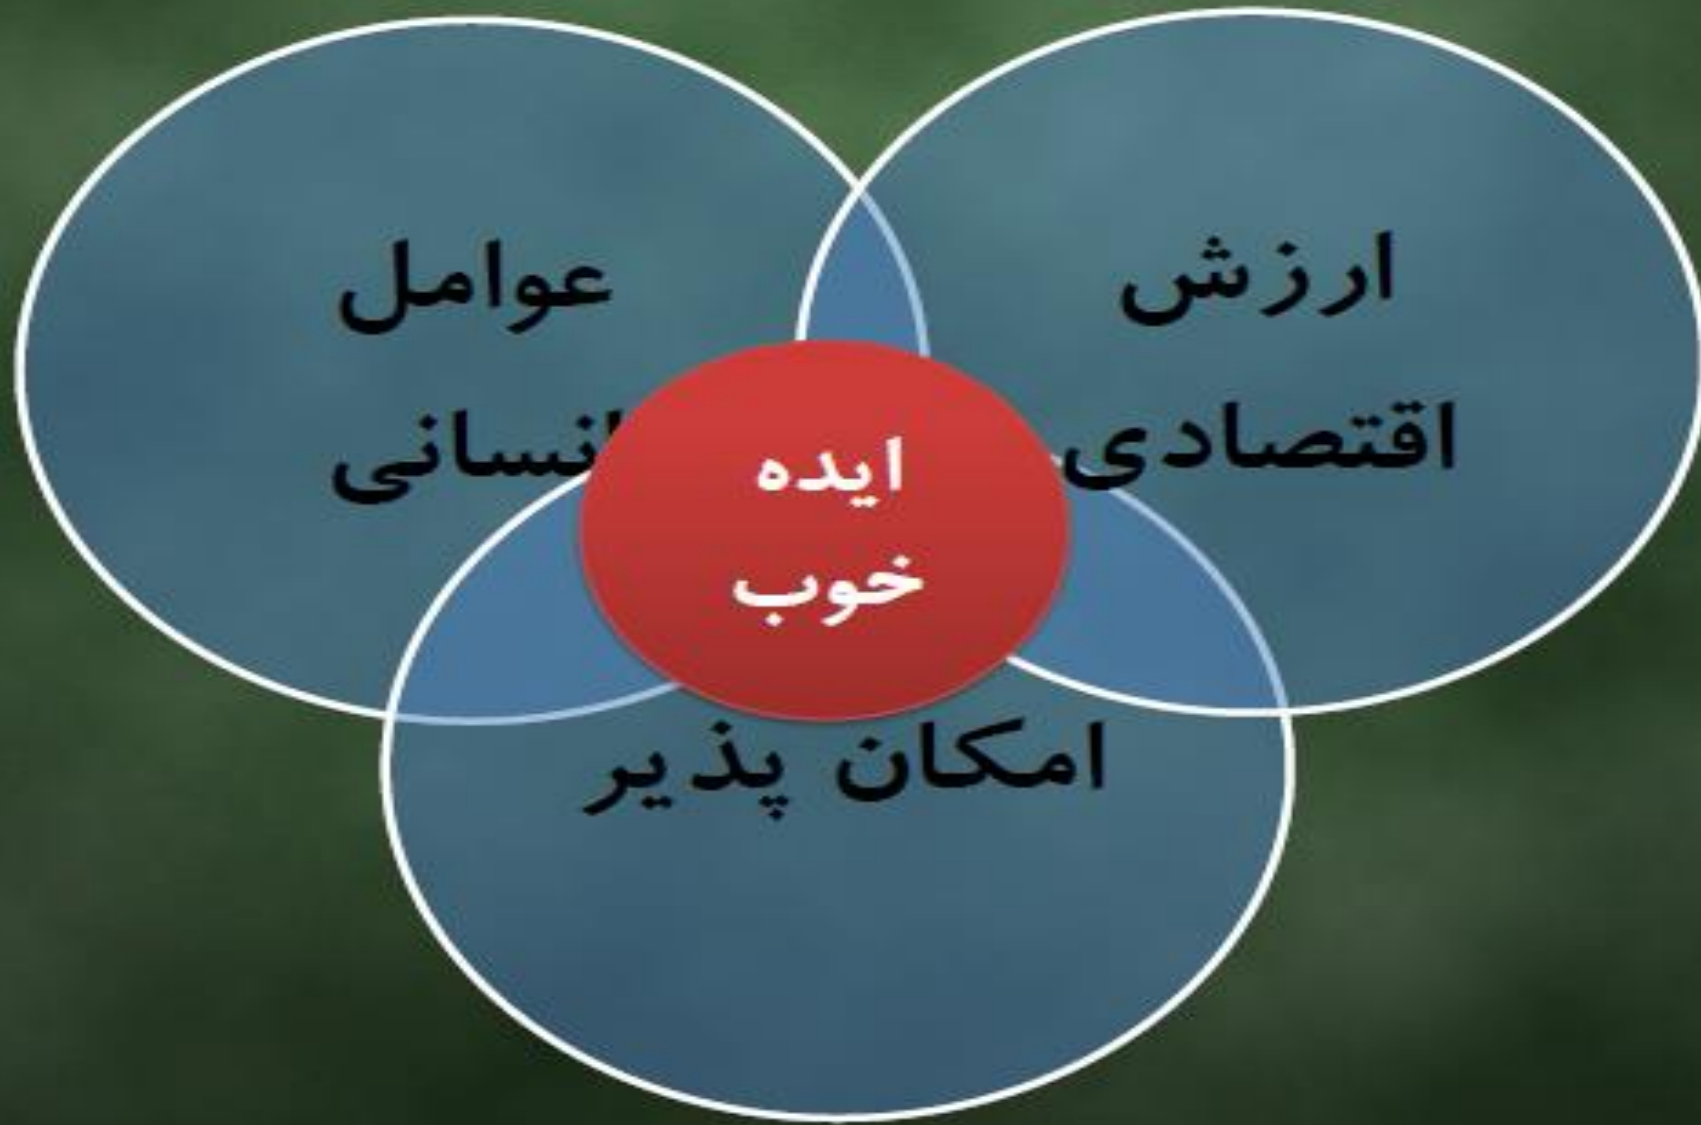 ارزش
اقتصادی
عوامل
انسانی
ایده
خوب
امکان پذیر